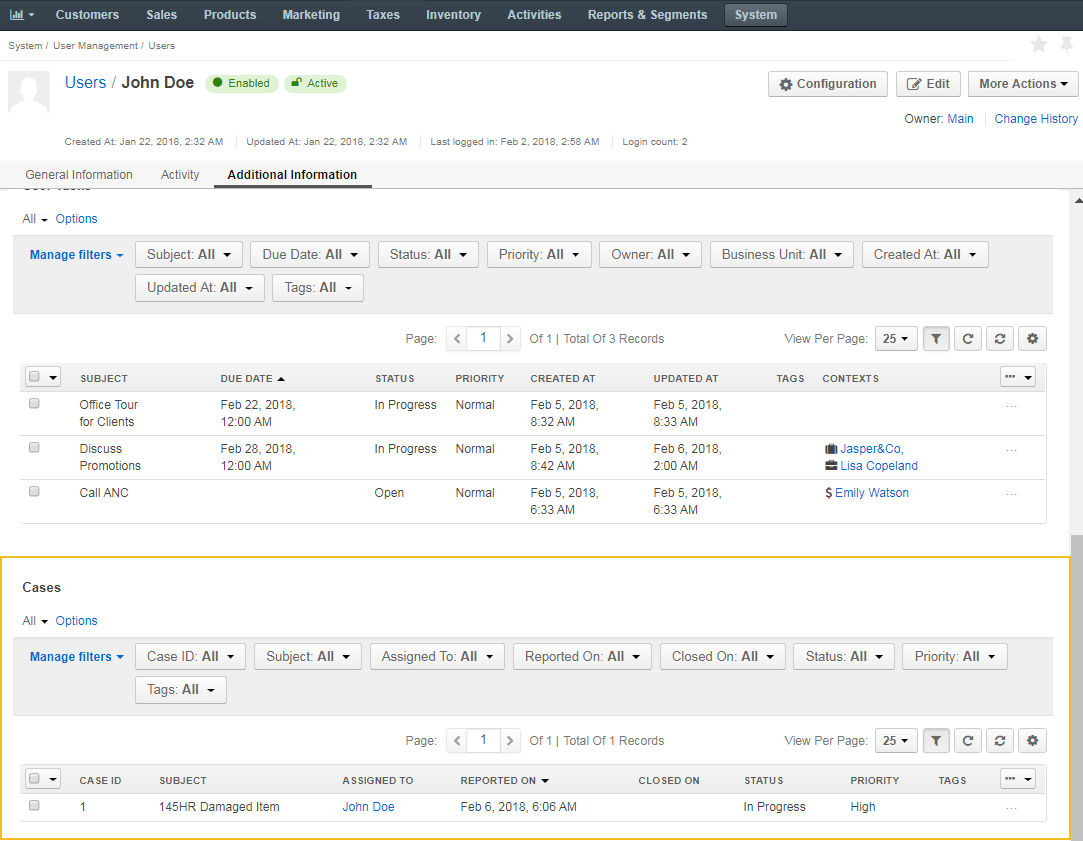 Customers Sales Products Marketing Taxes Inventory Activities Reports & Segments System
System / User Management / Users
Users / John Doe Enabled Active Configuration Edit More Actions
Owner: Main Change History
Created At: Jan 22, 2018, 2:32 AM Updated At: Jan 22, 2018, 2:32 AM Last logged in: Feb 2, 2018, 2:58 AM Login count: 2
General Information Activity Additional Information
All Options
Manage filters Subject: All Due Date: All Status: All Priority: All Owner: All Business Unit: All Created At: All
Updated At: All Tags: All
Page: 1 Of 1 | Total Of 3 Records View Per Page: 25
SUBJECT DUE DATE STATUS PRIORITY CREATED AT UPDATED AT TAGS CONTEXTS ...
Office Tour Feb 22, 2018, In Progress Normal Feb 5, 2018, Feb 5, 2018, ...
for Clients 12:00 AM 8:32 AM 8:33 AM
Discuss Feb 28, 2018, In Progress Normal Feb 5, 2018, Feb 6, 2018, Jasper&Co, ...
Promotions 12:00 AM 8:42 AM 2:00 AM Lisa Copeland
Call ANC Open Normal Feb 5, 2018, Feb 5, 2018, $ Emily Watson ...
6:33 AM 6:33 AM
Cases
All Options
Manage filters Case ID: All Subject: All Assigned To: All Reported On: All Closed On: All Status: All Priority: All
Tags: All
Page: 1 Of 1 | Total Of 1 Records View Per Page: 25
CASE ID SUBJECT ASSIGNED TO REPORTED ON CLOSED ON STATUS PRIORITY TAGS ...
1 145HR Damaged Item John Doe Feb 6, 2018, 6:06 AM In Progress High ...